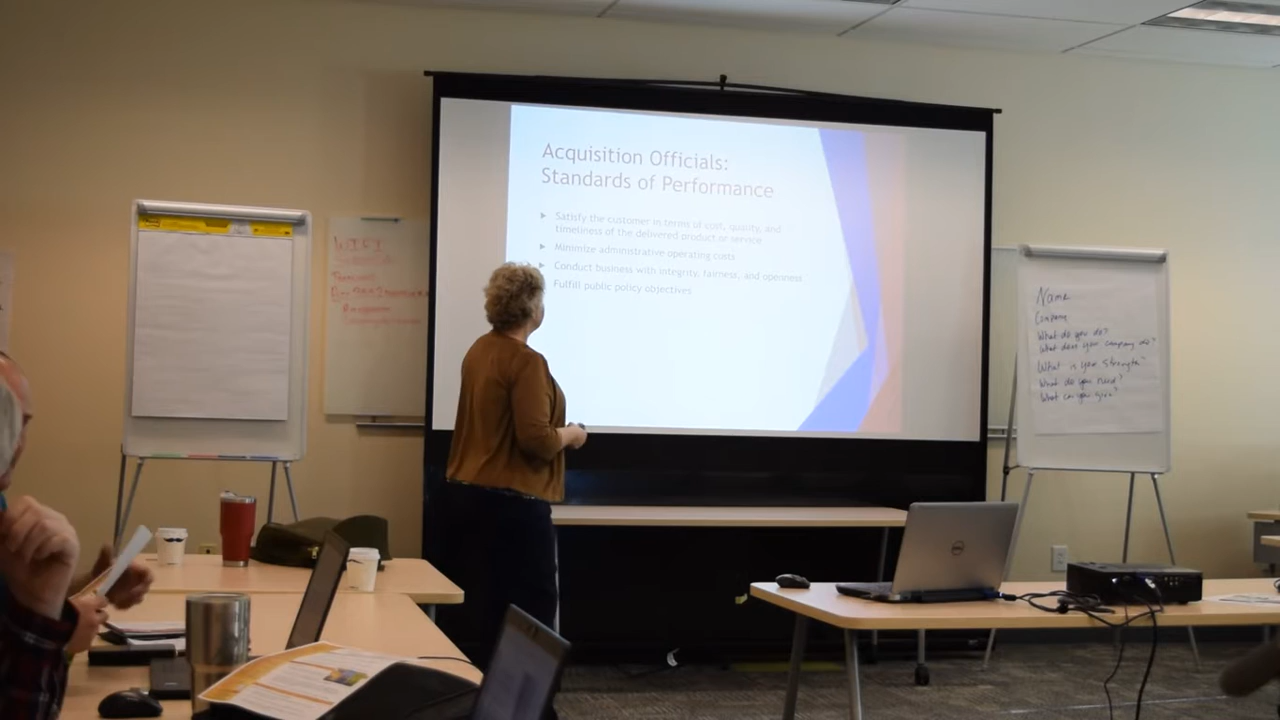 Acquisition Officials:
Standards of Performance
Satisfy the customer in terms of cost, quality, and
timeliness of the delivered product or service
Minimize administrative operating costs
Conduct business with integrity, fairness, and openness
Fulfill public policy objectives
Name
Company
What do you do?
What does your company do?
What is your strength?
What do you need?
What can you give?
DELL